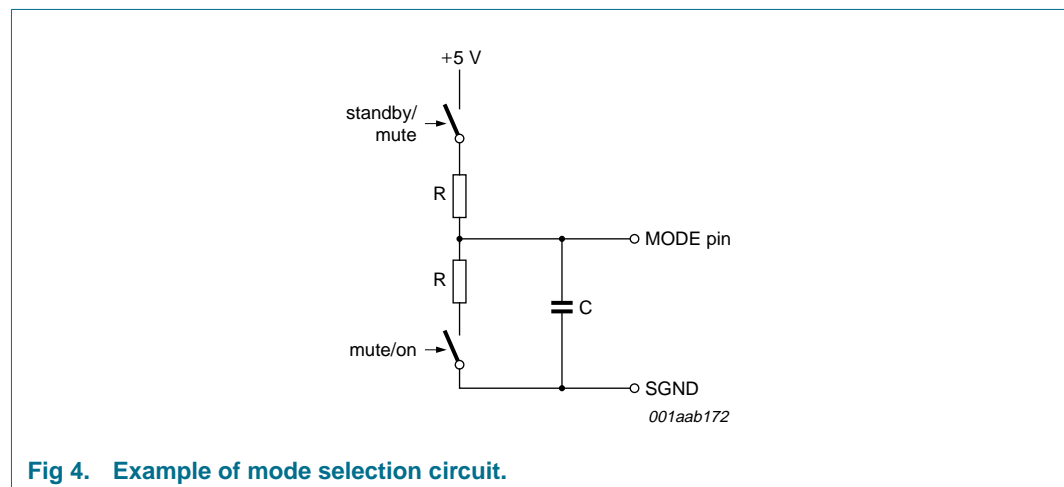 +5 V
standby/
mute
R
MODE pin
R
C
mute/on
SGND
001aab172
Fig 4. Example of mode selection circuit.